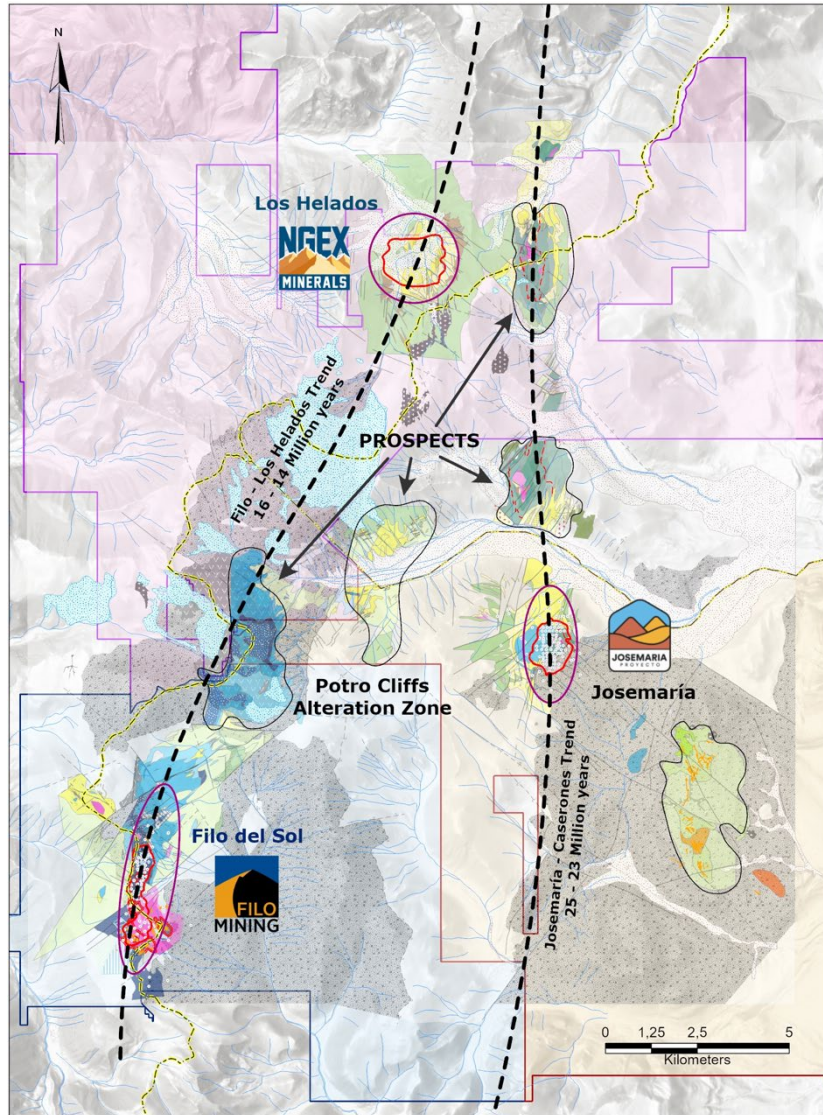 N
Los Helados
NGEX
MINERALS
Filo - Los Helados Trend
16 - 14 Million years
PROSPECTS
JOSEMARIA
PROYECTO
Josemaría
Potro Cliffs
Alteration Zone
Josemaría - Caserones Trend
25 - 23 Million years
Filo del Sol
FILO
MINING
0 1,25 2,5 5
Kilometers